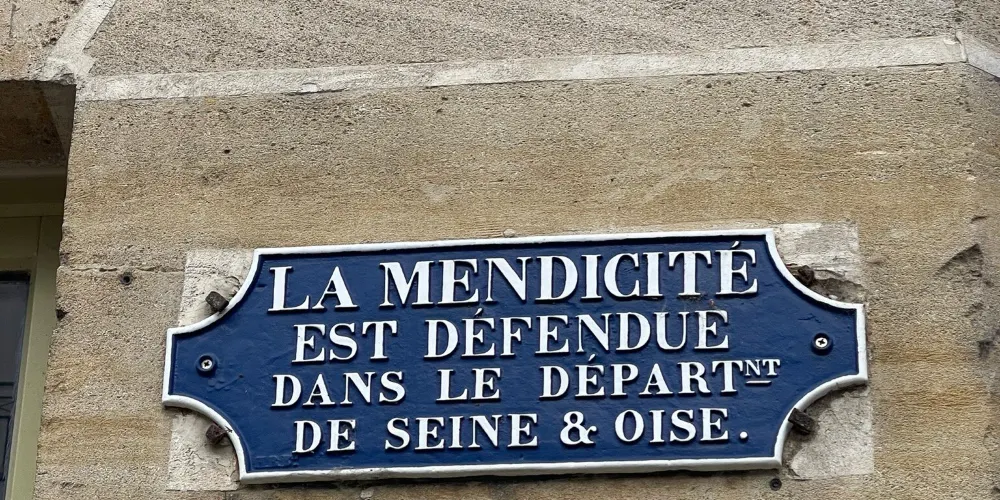 LA MENDICITÉ
EST DÉFENDUE
DANS LE DÉPARTNT
DE SEINE & OISE.